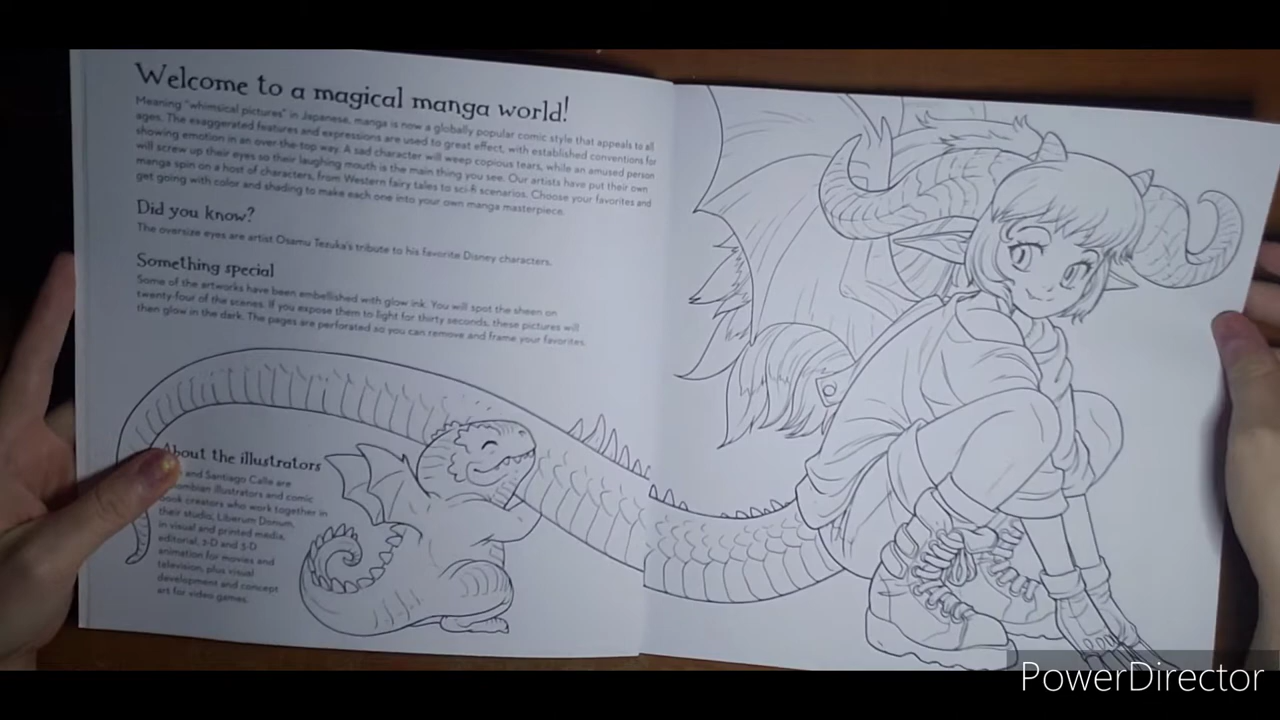 Welcome to a magical manga world!
Meaning "whimsical pictures" in Japanese, manga is now a globally popular comic style that appeals to all
ages. The exaggerated features and expressions are used to great effect, with established conventions for
showing emotion in an over-the-top way. A sad character will weep copious tears, while an amused person
will screw up their eyes so their laughing mouth is the main thing you see. Our artists have put their own
manga spin on a host of characters, from Western fairy tales to sci-fi scenarios. Choose your favorites and
get going with color and shading to make each one into your own manga masterpiece.
Did you know?
The oversize eyes are artist Osamu Tezuka's tribute to his favorite Disney characters.
Something special
Some of the artworks have been embellished with glow ink. You will spot the sheen on
twenty-four of the scenes. If you expose them to light for thirty seconds, these pictures will
then glow in the dark. The pages are perforated so you can remove and frame your favorites.
About the illustrators
and Santiago Calle are
Colombian illustrators and comic
book creators who work together in
their studio, Liberum Donum,
in visual and printed media,
editorial, 2-D and 3-D
animation for movies and
television, plus visual
development and concept
art for video games.
PowerDirector